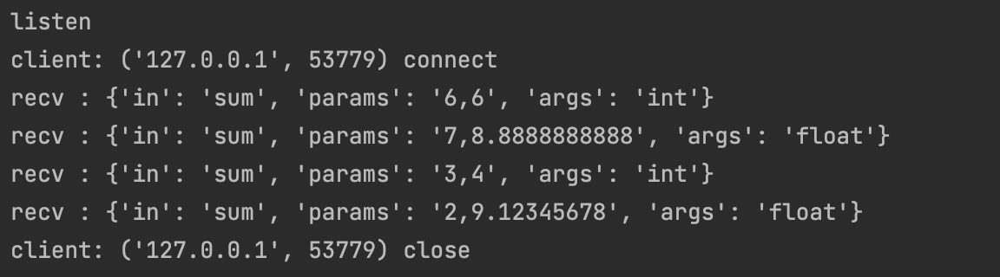 listen
client: ('127.0.0.1', 53779) connect
recv : {'in': 'sum', 'params': '6,6', 'args': 'int'}
recv : {'in': 'sum', 'params': '7,8.8888888888', 'args': 'float'}
recv : {'in': 'sum', 'params': '3,4', 'args': 'int'}
recv : {'in': 'sum', 'params': '2,9.12345678', 'args': 'float'}
client: ('127.0.0.1', 53779) close